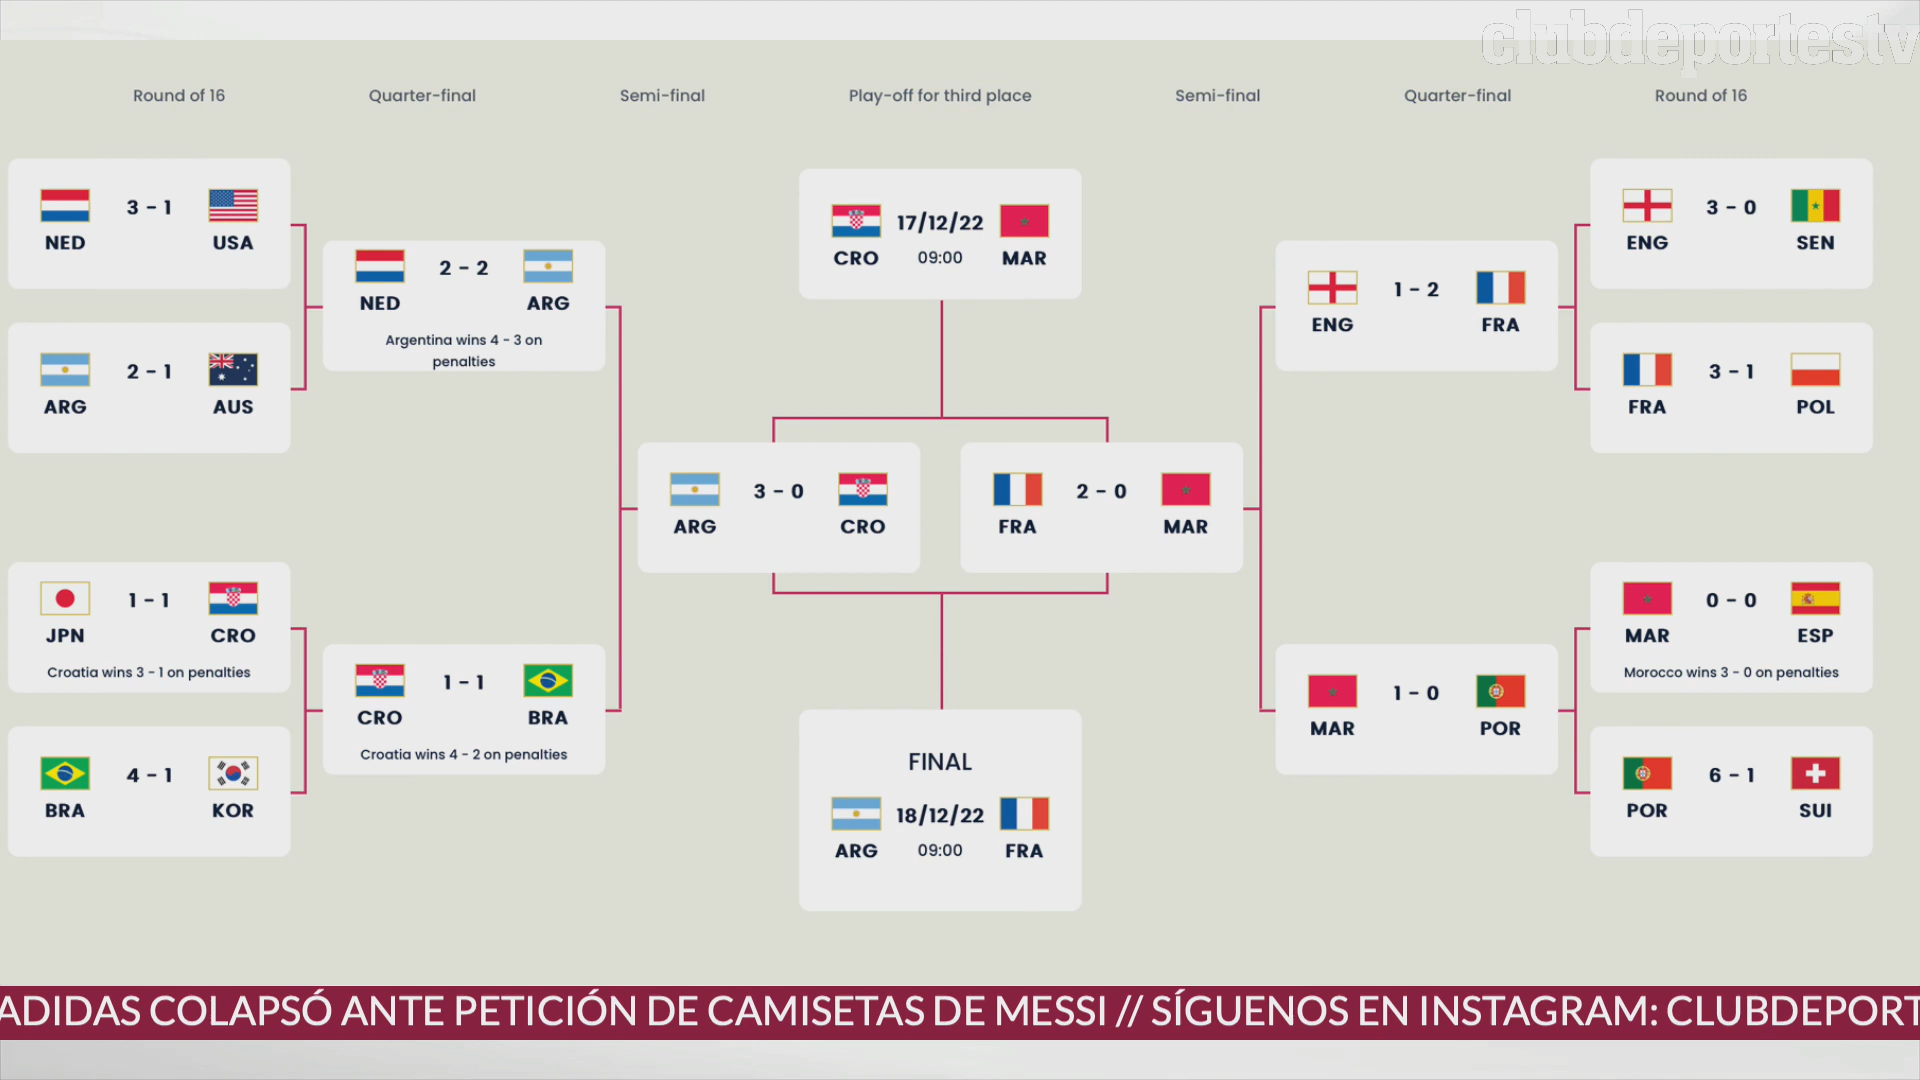 clubdeportestv
Round of 16
Quarter-final
Semi-final
Play-off for third place
Semi-final
Quarter-final
Round of 16
3 - 1
NED USA
2 - 1
ARG AUS
1 - 1
JPN CRO
Croatia wins 3 - 1 on penalties
4 - 1
BRA KOR
2 - 2
NED ARG
Argentina wins 4 - 3 on
penalties
1 - 1
CRO BRA
Croatia wins 4 - 2 on penalties
3 - 0
ARG CRO
17/12/22
CRO 09:00 MAR
2 - 0
FRA MAR
FINAL
18/12/22
ARG 09:00 FRA
1 - 2
ENG FRA
1 - 0
MAR POR
3 - 0
ENG SEN
3 - 1
FRA POL
0 - 0
MAR ESP
Morocco wins 3 - 0 on penalties
6 - 1
POR SUI
ADIDAS COLAPSÓ ANTE PETICIÓN DE CAMISETAS DE MESSI // SÍGUENOS EN INSTAGRAM: CLUBDEPORT